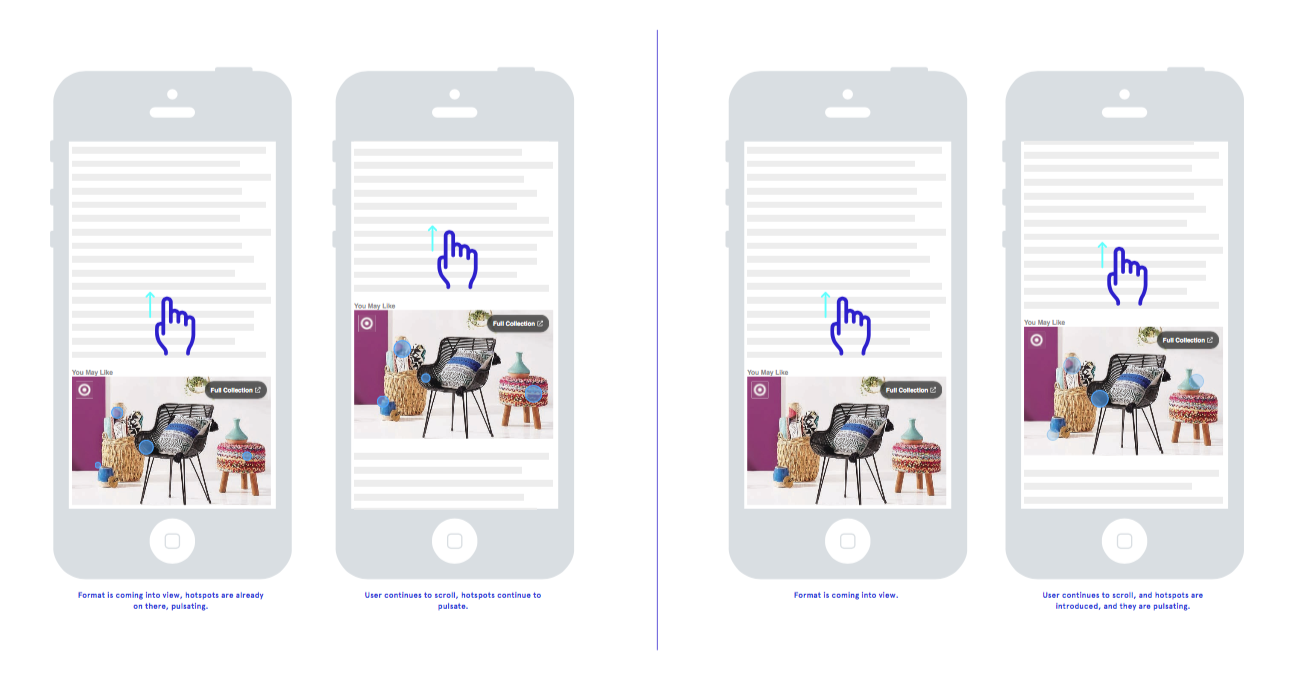 You May Like
Full Collection
Format is coming into view, hotspots are already
on there, pulsating.
You May Like
Full Collection
User continues to scroll, hotspots continue to
pulsate.
You May Like
Full Collection
Format is coming into view.
You May Like
Full Collection
User continues to scroll, and hotspots are
introduced, and they are pulsating.